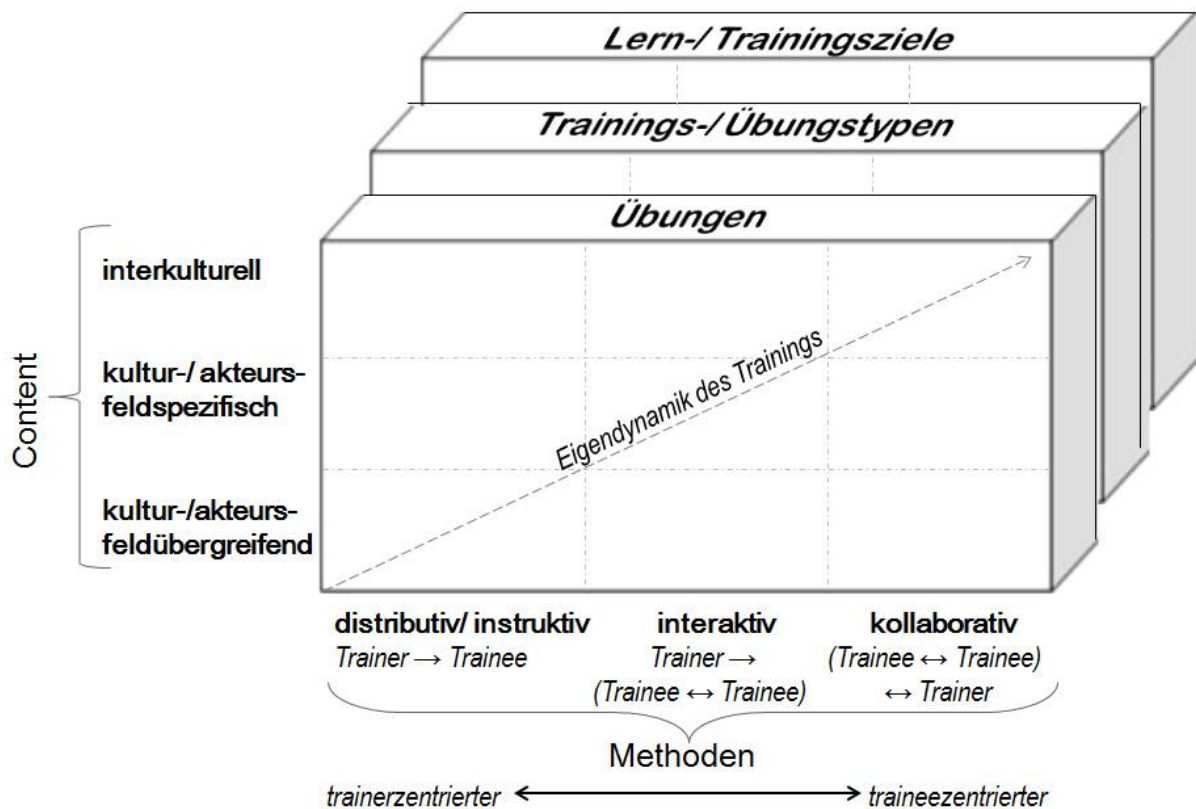 Lern-/ Trainingsziele
Trainings-/ Übungstypen
Übungen
Content
interkulturell
kultur-/ akteurs-
feldspezifisch
kultur-/akteurs-
feldübergreifend
Eigendynamik des Trainings
distributiv/ instruktiv
Trainer → Trainee
interaktiv
Trainer →
(Trainee ↔ Trainee)
kollaborativ
(Trainee ↔ Trainee)
↔ Trainer
Methoden
trainerzentrierter
traineezentrierter